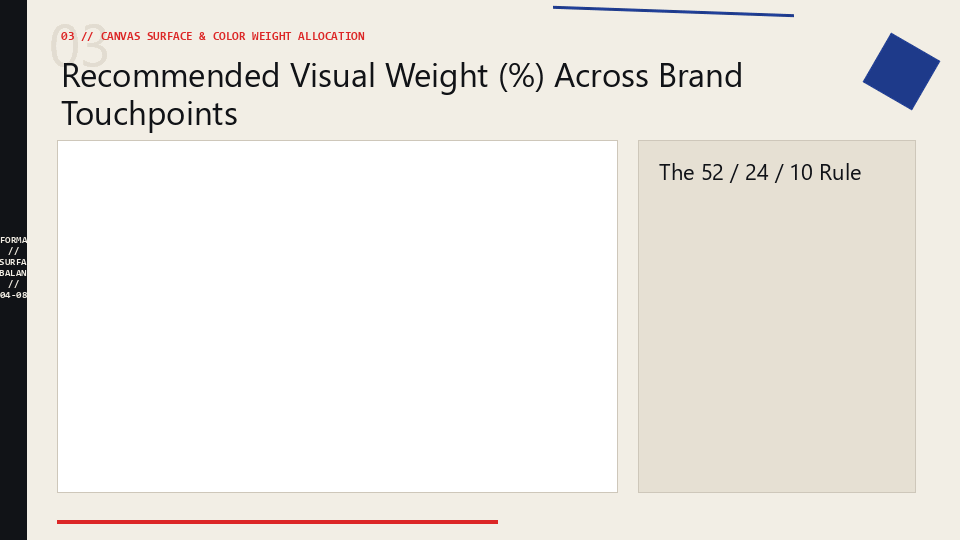 03
03 // CANVAS SURFACE & COLOR WEIGHT ALLOCATION
Recommended Visual Weight (%) Across Brand
Touchpoints
The 52 / 24 / 10 Rule
FORMA
//
SURFA
BALAN
//
04-08